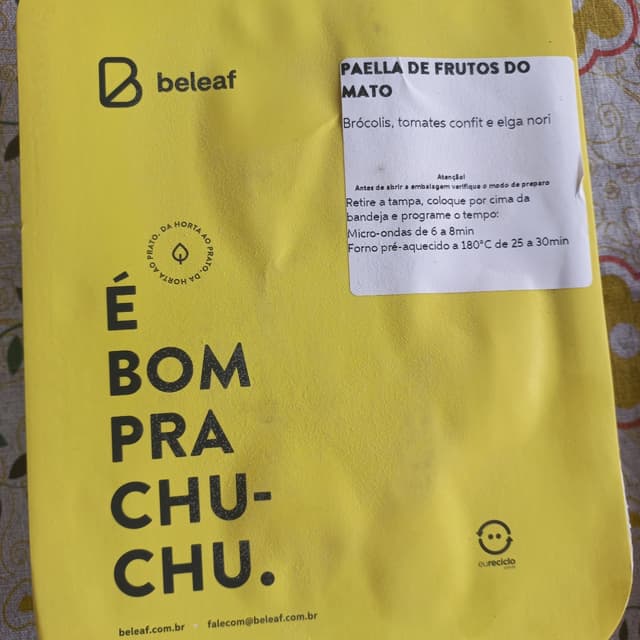 beleaf
PAELLA DE FRUTOS DO
MATO
Brócolis, tomates confit e elga nori
Atenção!
Antes de abrir a embalagem verifique o modo de preparo
Retire a tampa, coloque por cima da
bandeja e programe o tempo:
Micro-ondas de 6 a 8min
Forno pré-aquecido a 180°C de 25 a 30min
DA HORTA AO PRATO. DA HORTA AO PRATO.
É
BOM
PRA
CHU-
CHU.
eureciclo
beleaf.com.br falecom@beleaf.com.br